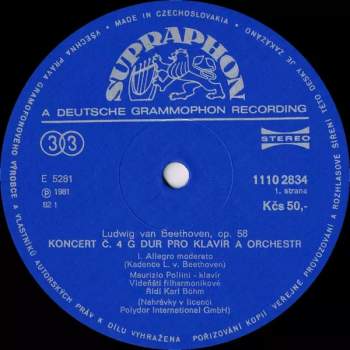 MADE IN CZECHOSLOVAKIA
VŠECHNA PRÁVA GRAMOFONOVÉHO VÝROBCE A VLASTNÍKŮ AUTORSKÝCH PRÁV K DÍLU VYHRAŽENA
POŘIZOVÁNÍ KOPIÍ, VEŘEJNÉ PROVOZOVÁNÍ A ROZHLASOVÉ ŠÍŘENÍ TÉTO DESKY JE ZAKÁZÁNO
SUPRAPHON
A DEUTSCHE GRAMMOPHON RECORDING
33
STEREO
E 5281
Ⓟ 1981
82 1
1110 2834
1. strana
Kčs 50,-
Ludwig van Beethoven, op. 58
KONCERT Č. 4 G DUR PRO KLAVÍR A ORCHESTR
I. Allegro moderato
(Kadence L. v. Beethoven)
Maurizio Pollini - klavír
Vídeňští filharmonikové
Řídí Karl Böhm
(Nahrávky v licenci
Polydor International GmbH)